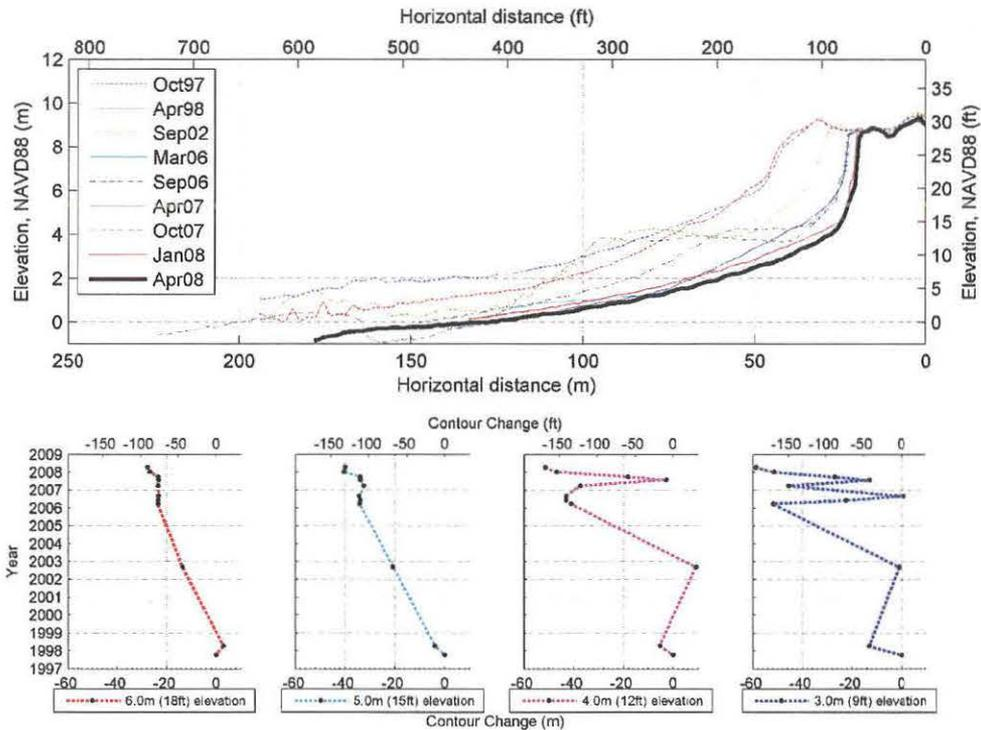 Horizontal distance (ft)
800 700 600 500 400 300 200 100 0
12
10
8
6
4
2
0
Elevation, NAVD88 (m)
Oct97
Apr98
Sep02
Mar06
Sep06
Apr07
Oct07
Jan08
Apr08
35
30
25
20
15
10
5
0
Elevation, NAVD88 (ft)
250 200 150 100 50 0
Horizontal distance (m)
Contour Change (ft)
Contour Change (ft)
-150 -100 -50 0
-150 -100 -50 0
-150 -100 -50 0
-150 -100 -50 0
2009
2008
2007
2006
2005
2003
2002
2000
1999
1998
1997
Year
-60 -40 -20 0
-60 -40 -20 0
-60 -40 -20 0
-60 -40 -20 0
6.0m (18ft) elevation
5.0m (15ft) elevation
4.0m (12ft) elevation
3.0m (9ft) elevation
Contour Change (m)